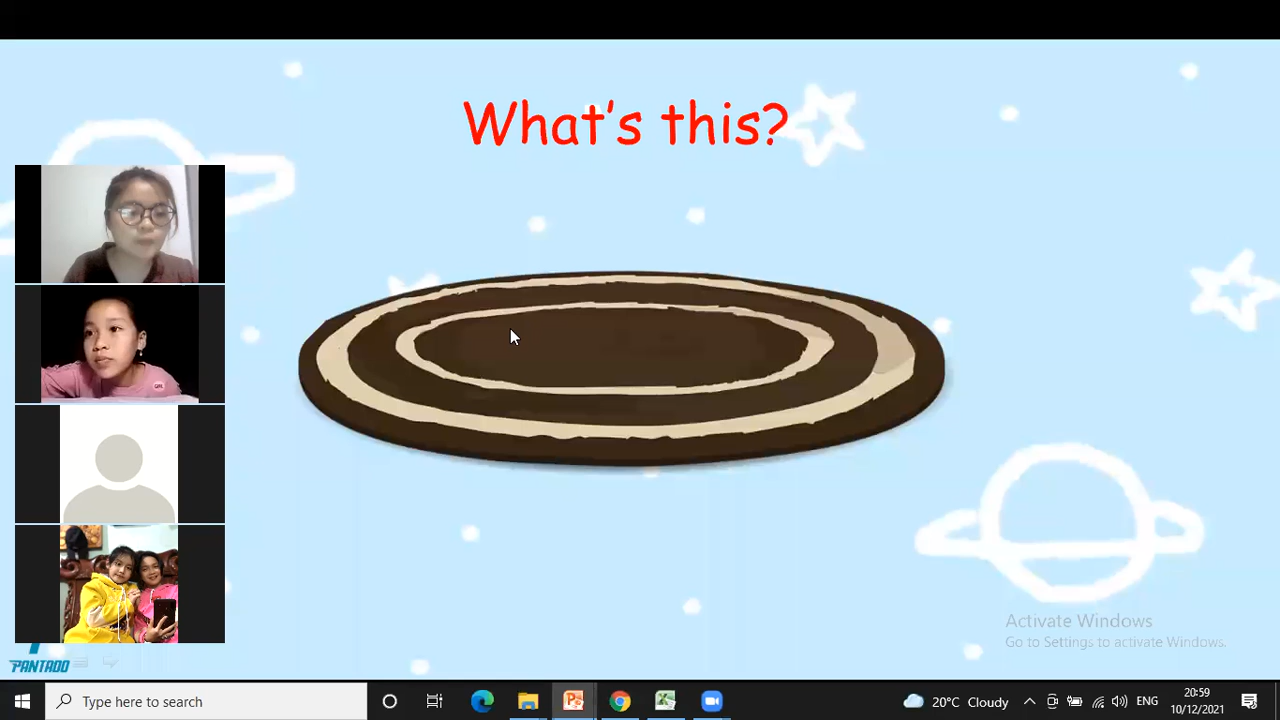 What's this?
Activate Windows
Go to Settings to activate Windows.
PANTADO
Type here to search
20°C Cloudy
ENG
20:59
10/12/2021